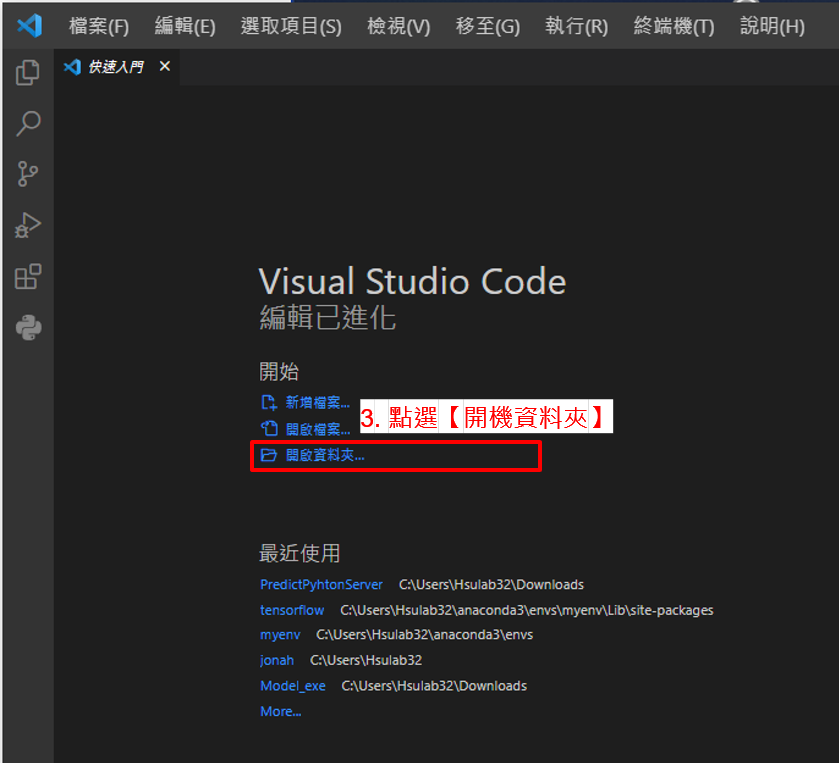 檔案(F) 編輯(E) 選取項目(S) 檢視(V) 移至(G) 執行(R) 終端機(T) 說明(H)
快速入門
Visual Studio Code
編輯已進化
開始
新增檔案...
3. 點選【開機資料夾】
開啟檔案...
開啟資料夾...
最近使用
PredictPyhtonServer C:\Users\Hsulab32\Downloads
tensorflow C:\Users\Hsulab32\anaconda3\envs\myenv\Lib\site-packages
myenv C:\Users\Hsulab32\anaconda3\envs
jonah C:\Users\Hsulab32
Model_exe C:\Users\Hsulab32\Downloads
More...